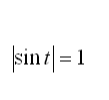 |sin t| = 1